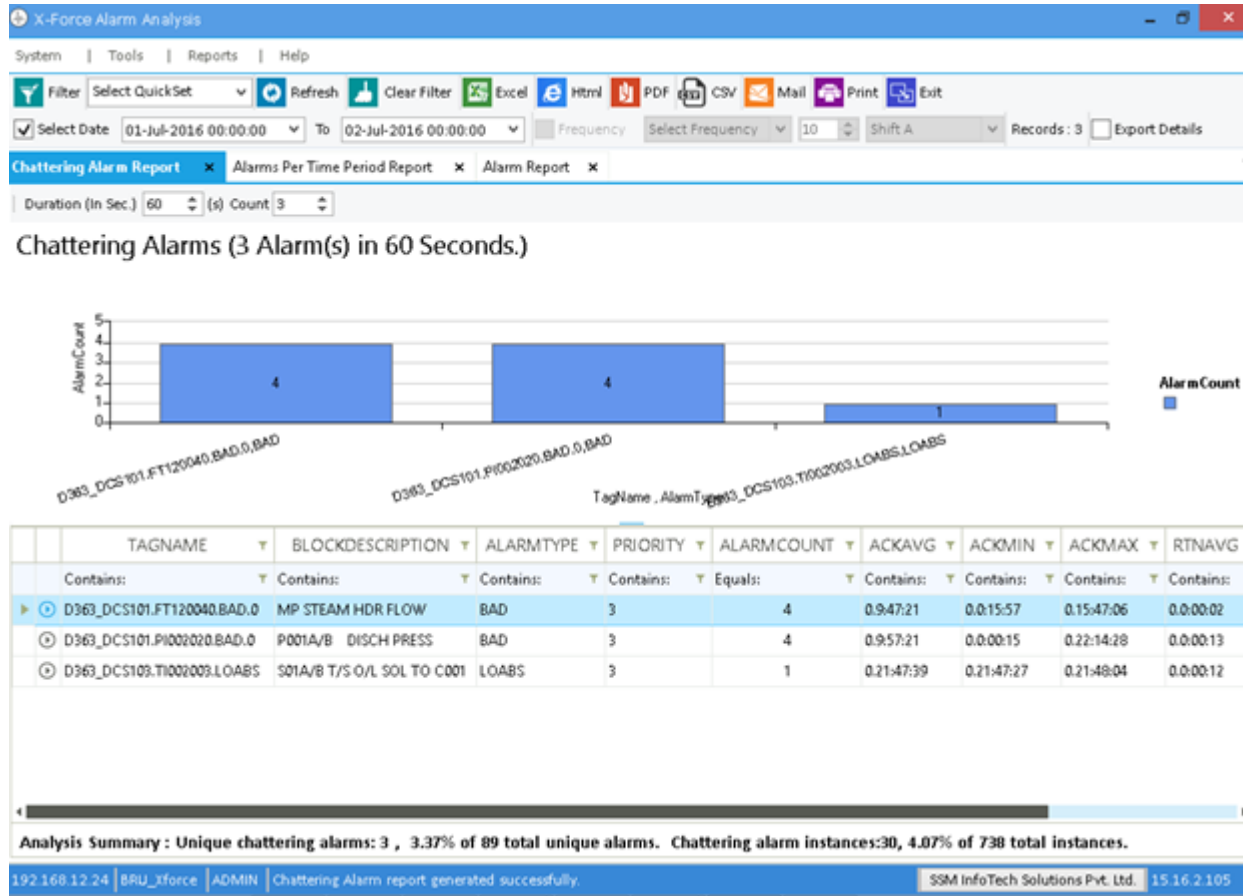 X-Force Alarm Analysis
System | Tools | Reports | Help
Filter Select QuickSet Refresh Clear Filter Excel Html PDF CSV Mail Print Exit
Select Date 01-Jul-2016 00:00:00 To 02-Jul-2016 00:00:00 Frequency Select Frequency 10 Shift A Records : 3 Export Details
Chattering Alarm Report Alarms Per Time Period Report Alarm Report
Duration (In Sec.) 60 (s) Count 3
Chattering Alarms (3 Alarm(s) in 60 Seconds.)
AlarmCount
5
4
3
2
1
0
4
4
1
AlarmCount
D363_DCS101.FT120040.BAD.0,BAD
D363_DCS101.PI002020.BAD.0,BAD
D363_DCS103.TI002003.LOABS,LOABS
TagName , AlarmType
TAGNAME BLOCKDESCRIPTION ALARMTYPE PRIORITY ALARMCOUNT ACKAVG ACKMIN ACKMAX RTNAVG
Contains: Contains: Contains: Contains: Equals: Contains: Contains: Contains: Contains:
D363_DCS101.FT120040.BAD.0 MP STEAM HDR FLOW BAD 3 4 0.9:47:21 0.0:15:57 0.15:47:06 0.0:00:02
D363_DCS101.PI002020.BAD.0 P001A/B DISCH PRESS BAD 3 4 0.9:57:21 0.0:00:15 0.22:14:28 0.0:00:13
D363_DCS103.TI002003.LOABS S01A/B T/S O/L SOL TO C001 LOABS 3 1 0.21:47:39 0.21:47:27 0.21:48:04 0.0:00:12
Analysis Summary : Unique chattering alarms: 3 , 3.37% of 89 total unique alarms. Chattering alarm instances:30, 4.07% of 738 total instances.
192.168.12.24 BRU_Xforce ADMIN Chattering Alarm report generated successfully. SSM InfoTech Solutions Pvt. Ltd. 15.16.2.105